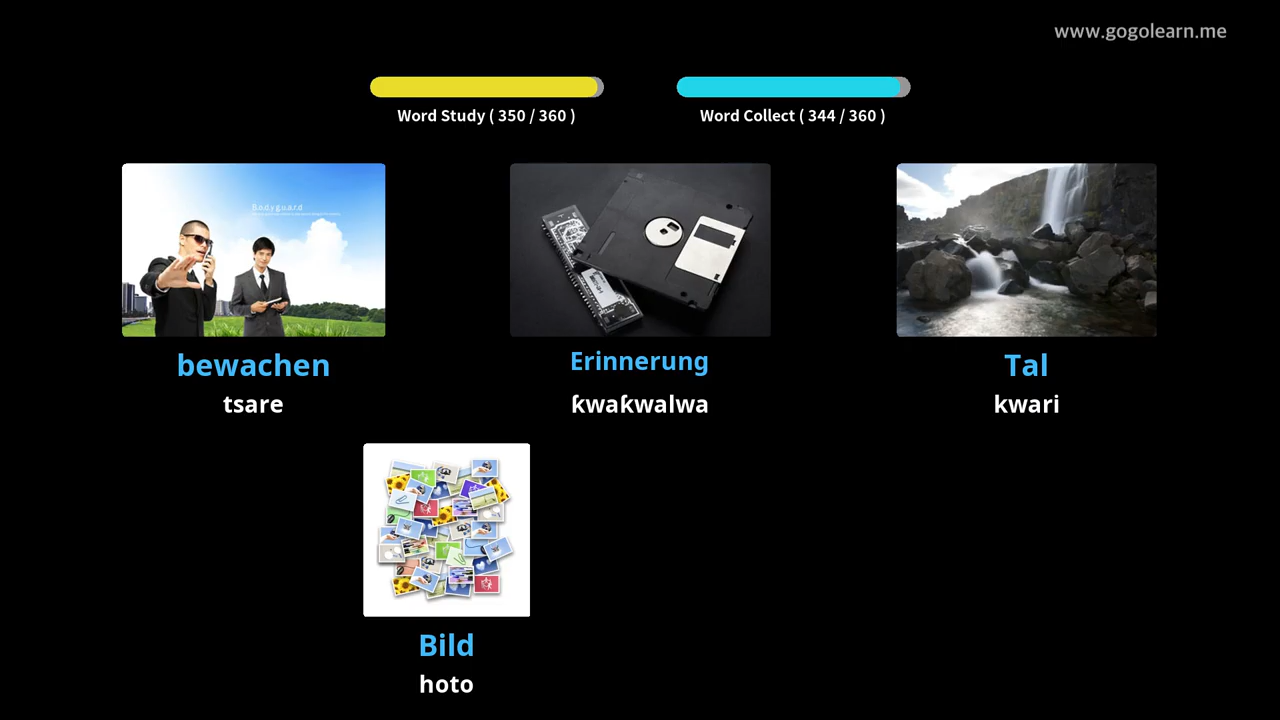 www.gogolearn.me
Word Study ( 350 / 360 )
Word Collect ( 344 / 360 )
Bodyguard
bewachen
tsare
Erinnerung
ƙwaƙwalwa
Tal
kwari
Bild
hoto